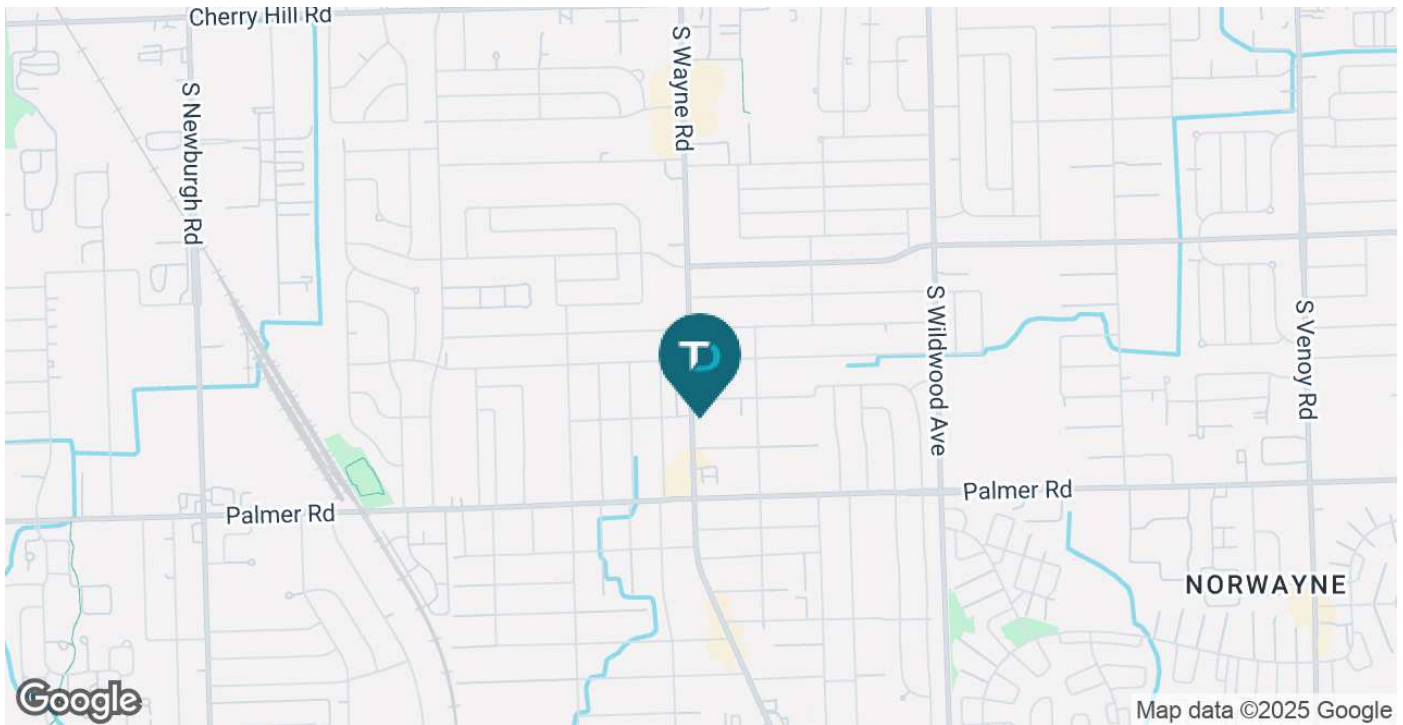 Cherry Hill Rd
S Wayne Rd
S Newburgh Rd
S Wildwood Ave
S Venoy Rd
TD
Palmer Rd
Palmer Rd
NORWAYNE
Google
Map data ©2025 Google